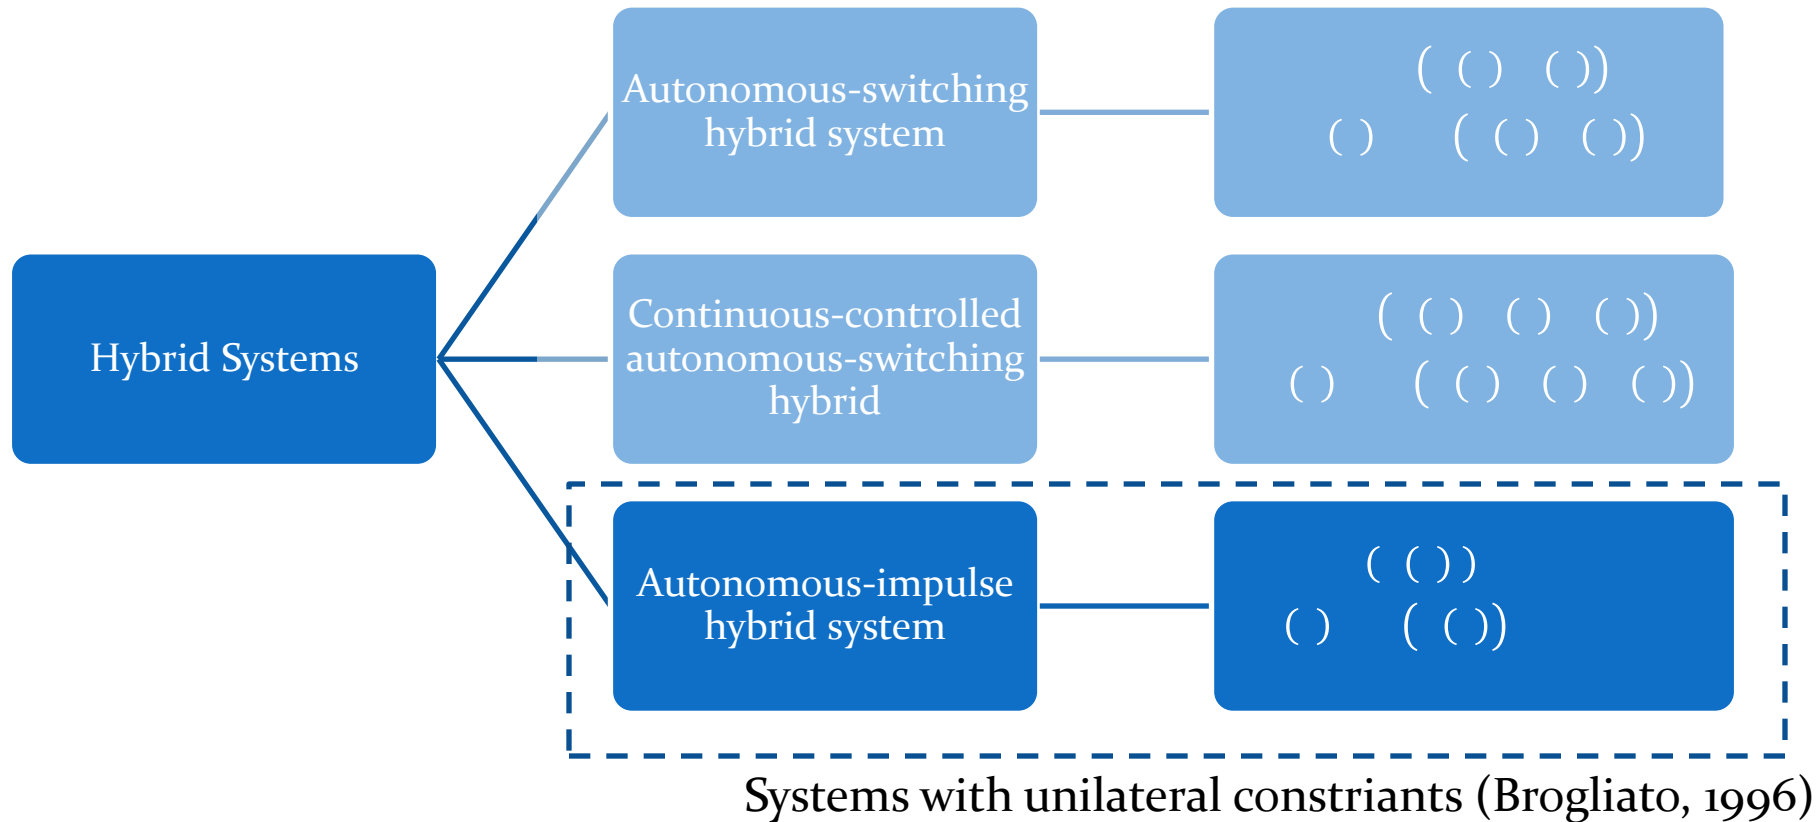 Autonomous-switching
hybrid system
( ( ) ( ) )
( ) ( ( ) ( ) )
Hybrid Systems
Continuous-controlled
autonomous-switching
hybrid
( ( ) ( ) ( ) )
( ) ( ( ) ( ) ( ) )
Autonomous-impulse
hybrid system
( ( ) )
( ) ( ( ) )
Systems with unilateral constriants (Brogliato, 1996)